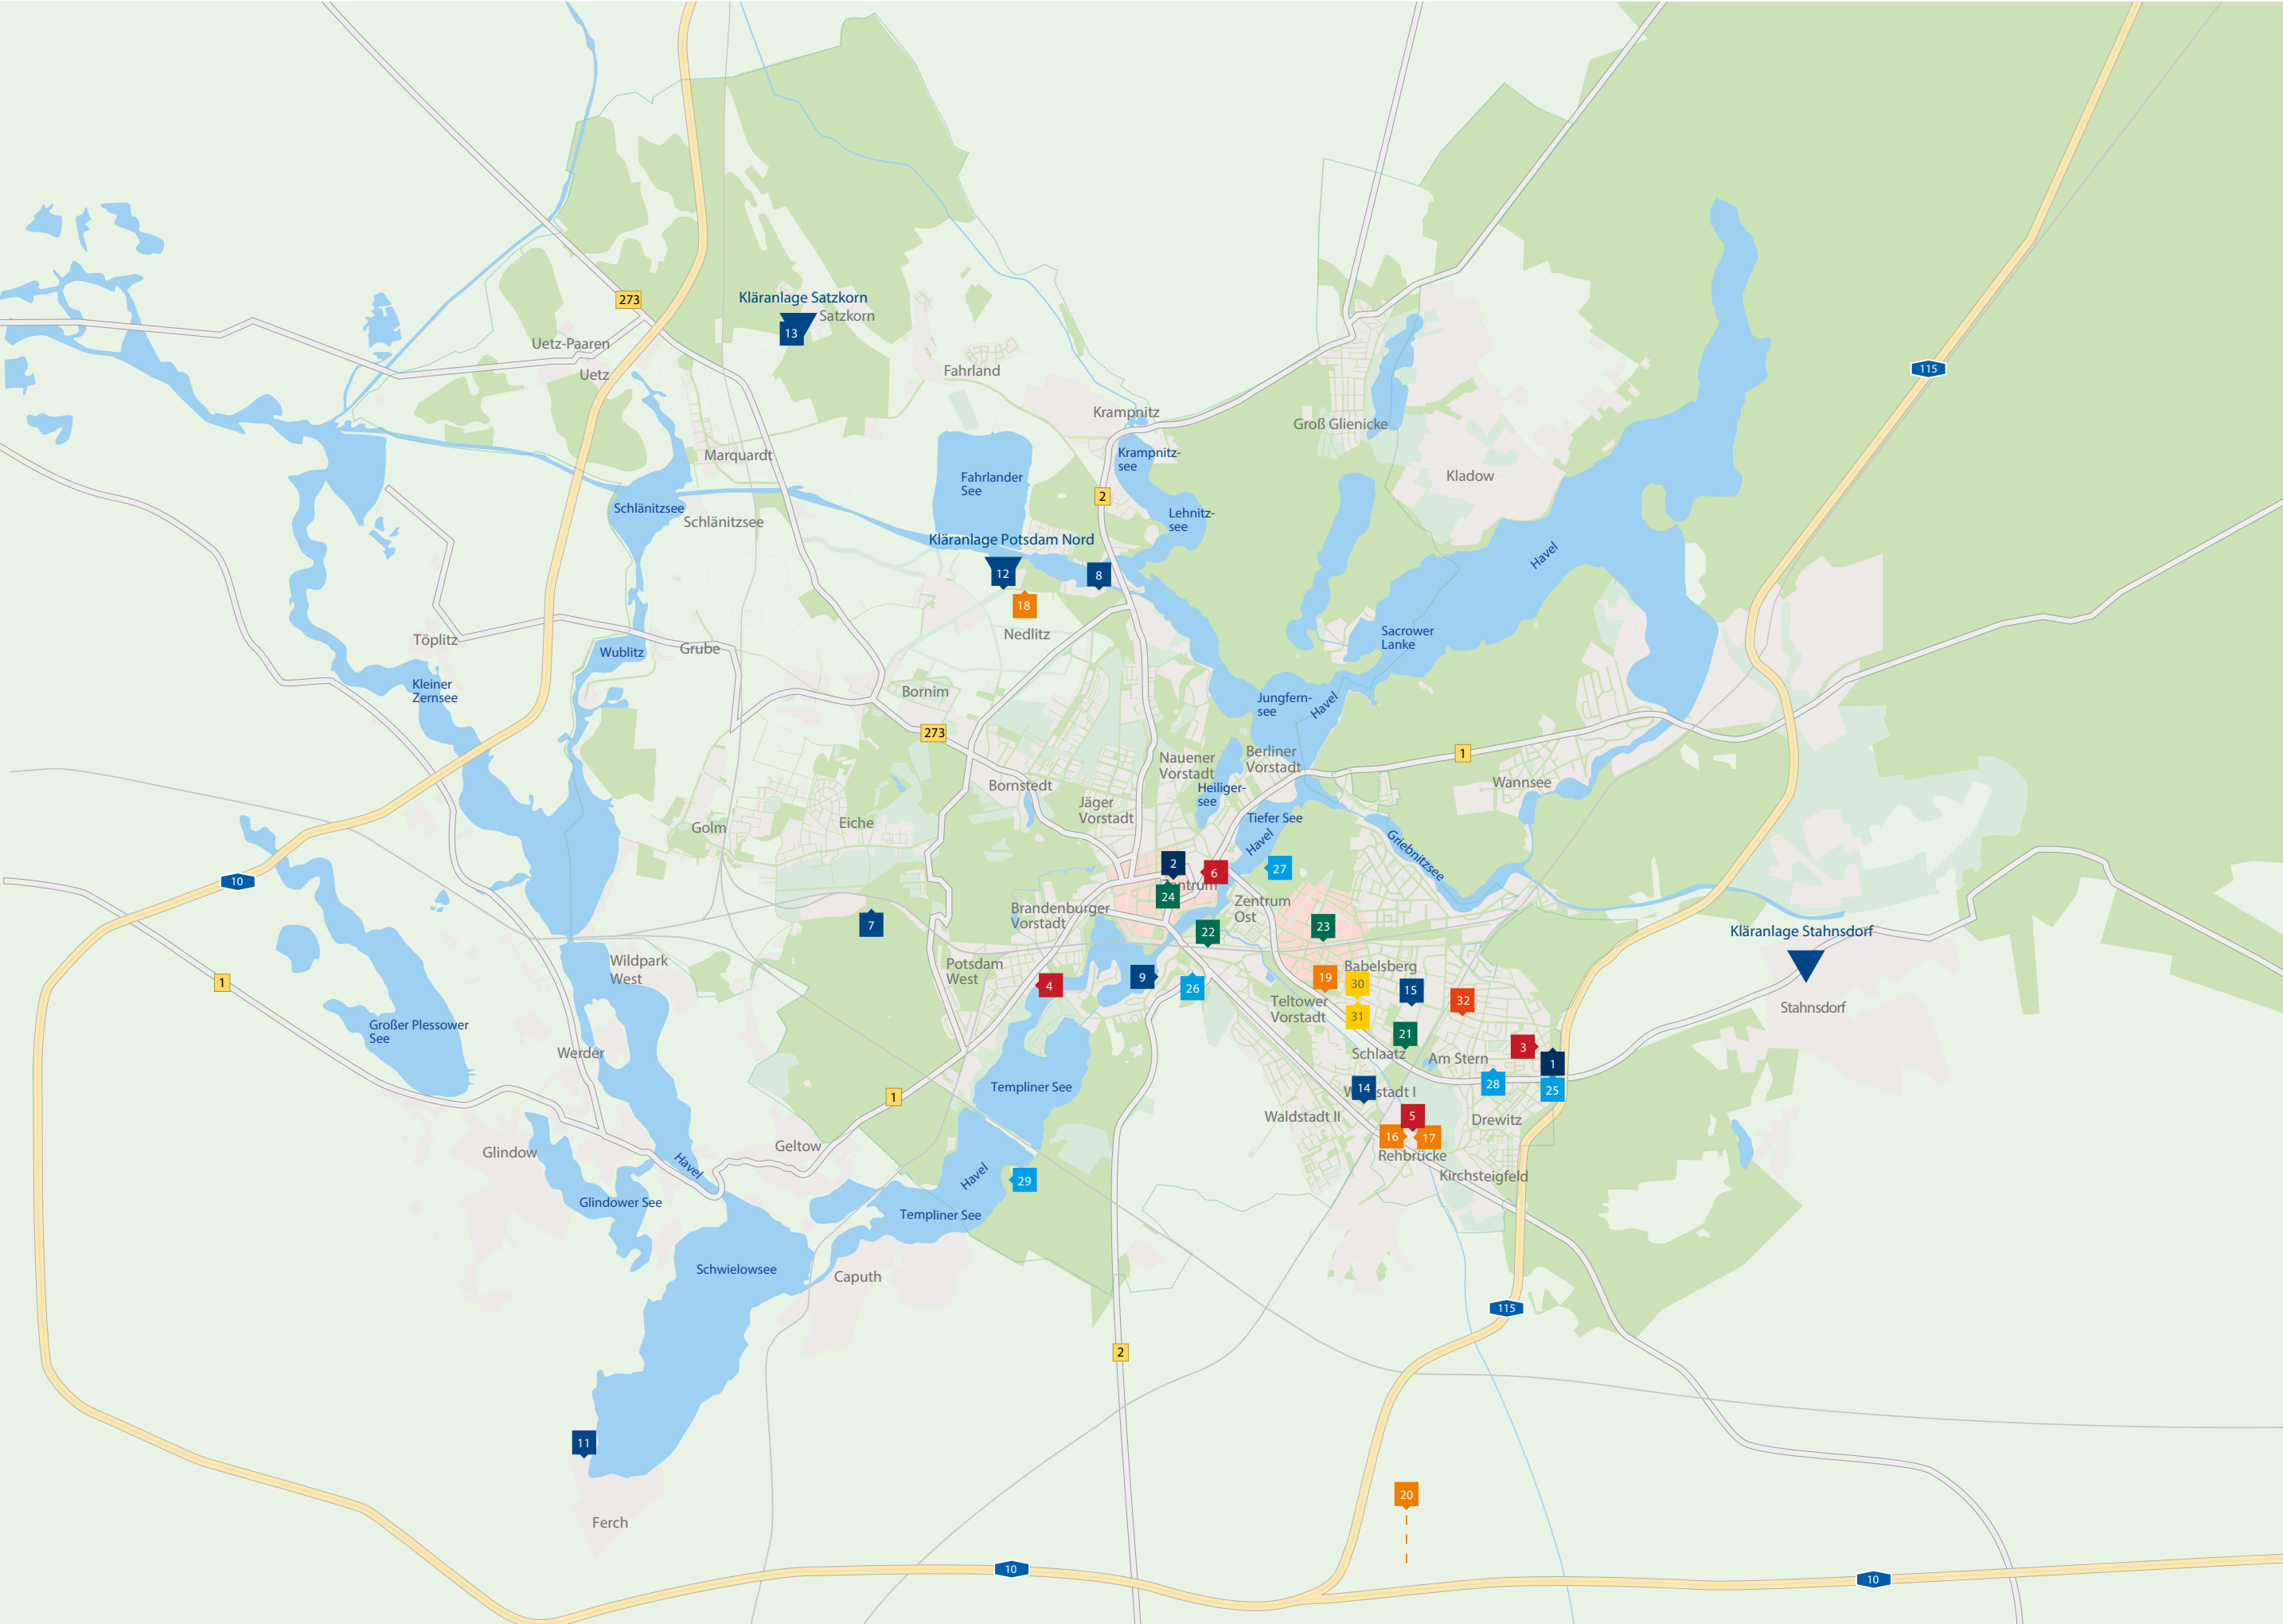 273
Kläranlage Satzkorn
Satzkorn
13
Uetz-Paaren
Uetz
Fahrland
115
Krampnitz
Groß Glienicke
Marquardt
Krampnitz-
see
Kladow
Fahrlander
See
2
Schlänitzsee
Schlänitzsee
Lehnitz-
see
Kläranlage Potsdam Nord
Havel
12
8
18
Nedlitz
Töplitz
Sacrower
Lanke
Wublitz
Grube
Kleiner
Zernsee
Bornim
Jungfern-
see
Havel
273
Nauener
Vorstadt
Berliner
Vorstadt
1
Wannsee
Bornstedt
Heiliger-
see
Jäger
Vorstadt
Golm
Eiche
Tiefer See
Havel
Griebnitzsee
2
6
27
10
24
Brandenburger
Vorstadt
Zentrum
Ost
7
22
23
Kläranlage Stahnsdorf
Wildpark
West
Potsdam
West
Babelsberg
1
4
9
26
19
30
15
32
Teltower
Vorstadt
31
Stahnsdorf
Großer Plessower
See
21
Werder
Schlaatz
Am Stern
3
1
Templiner See
14
28
25
1
5
Waldstadt II
Drewitz
16
17
Geltow
Glindow
Rehbrücke
Havel
Havel
29
Kirchsteigfeld
Glindower See
Templiner See
Schwielowsee
Caputh
115
2
11
20
Ferch
10
10